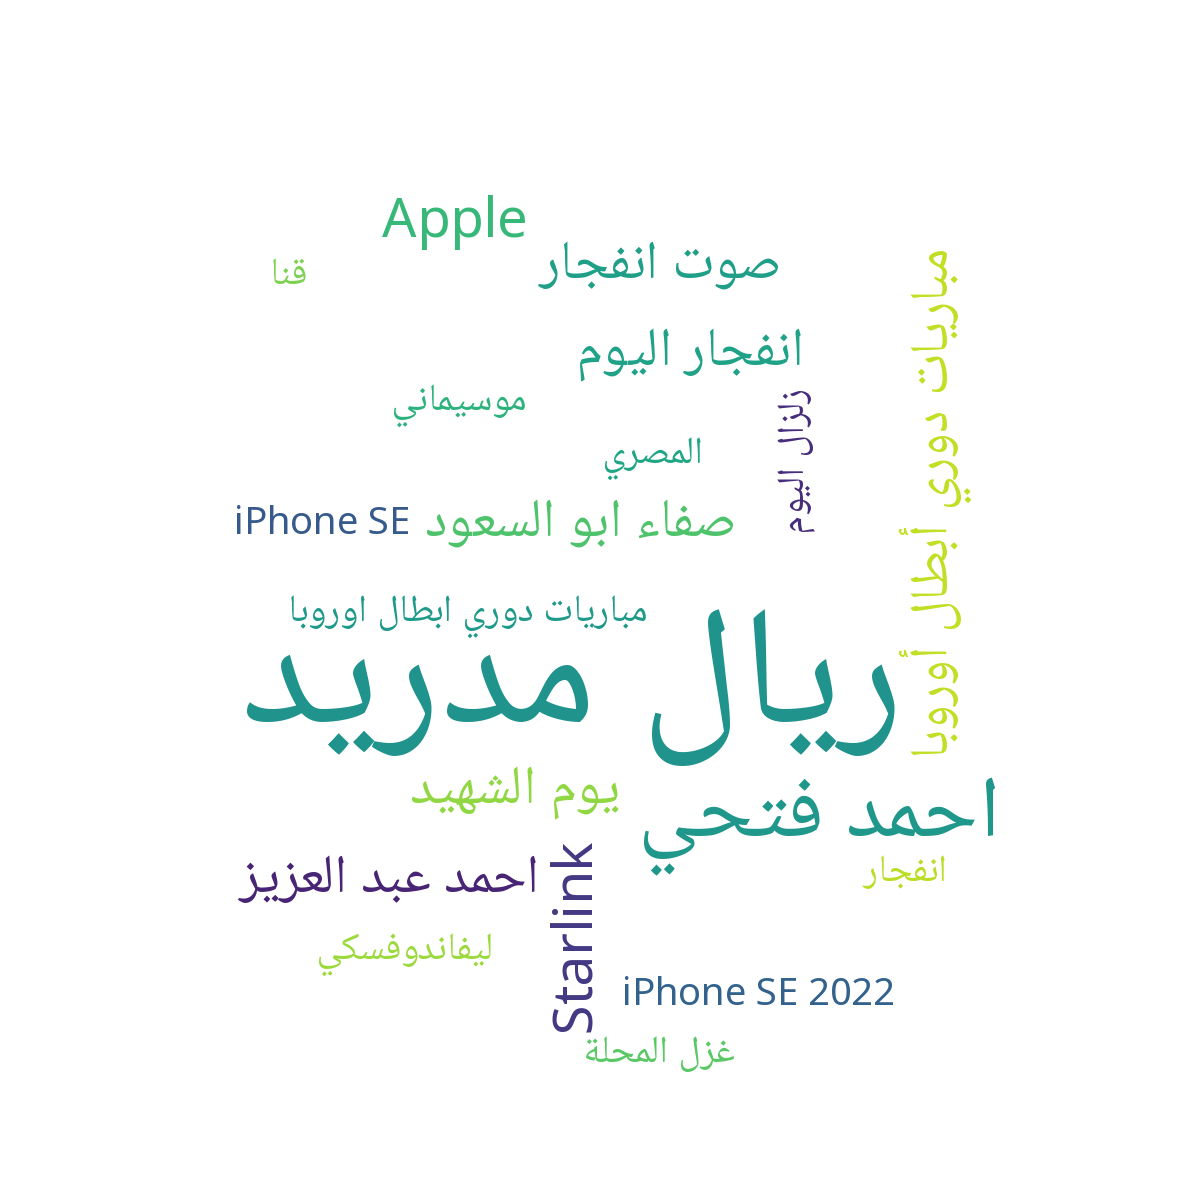 Apple
صوت انفجار
قنا
مباريات دوري أبطال أوروبا
انفجار اليوم
موسيماني
زلزال اليوم
المصري
iPhone SE
صفاء ابو السعود
مباريات دوري ابطال اوروبا
ريال مدريد
يوم الشهيد
احمد فتحي
احمد عبد العزيز
Starlink
انفجار
ليفاندوفسكي
iPhone SE 2022
غزل المحلة